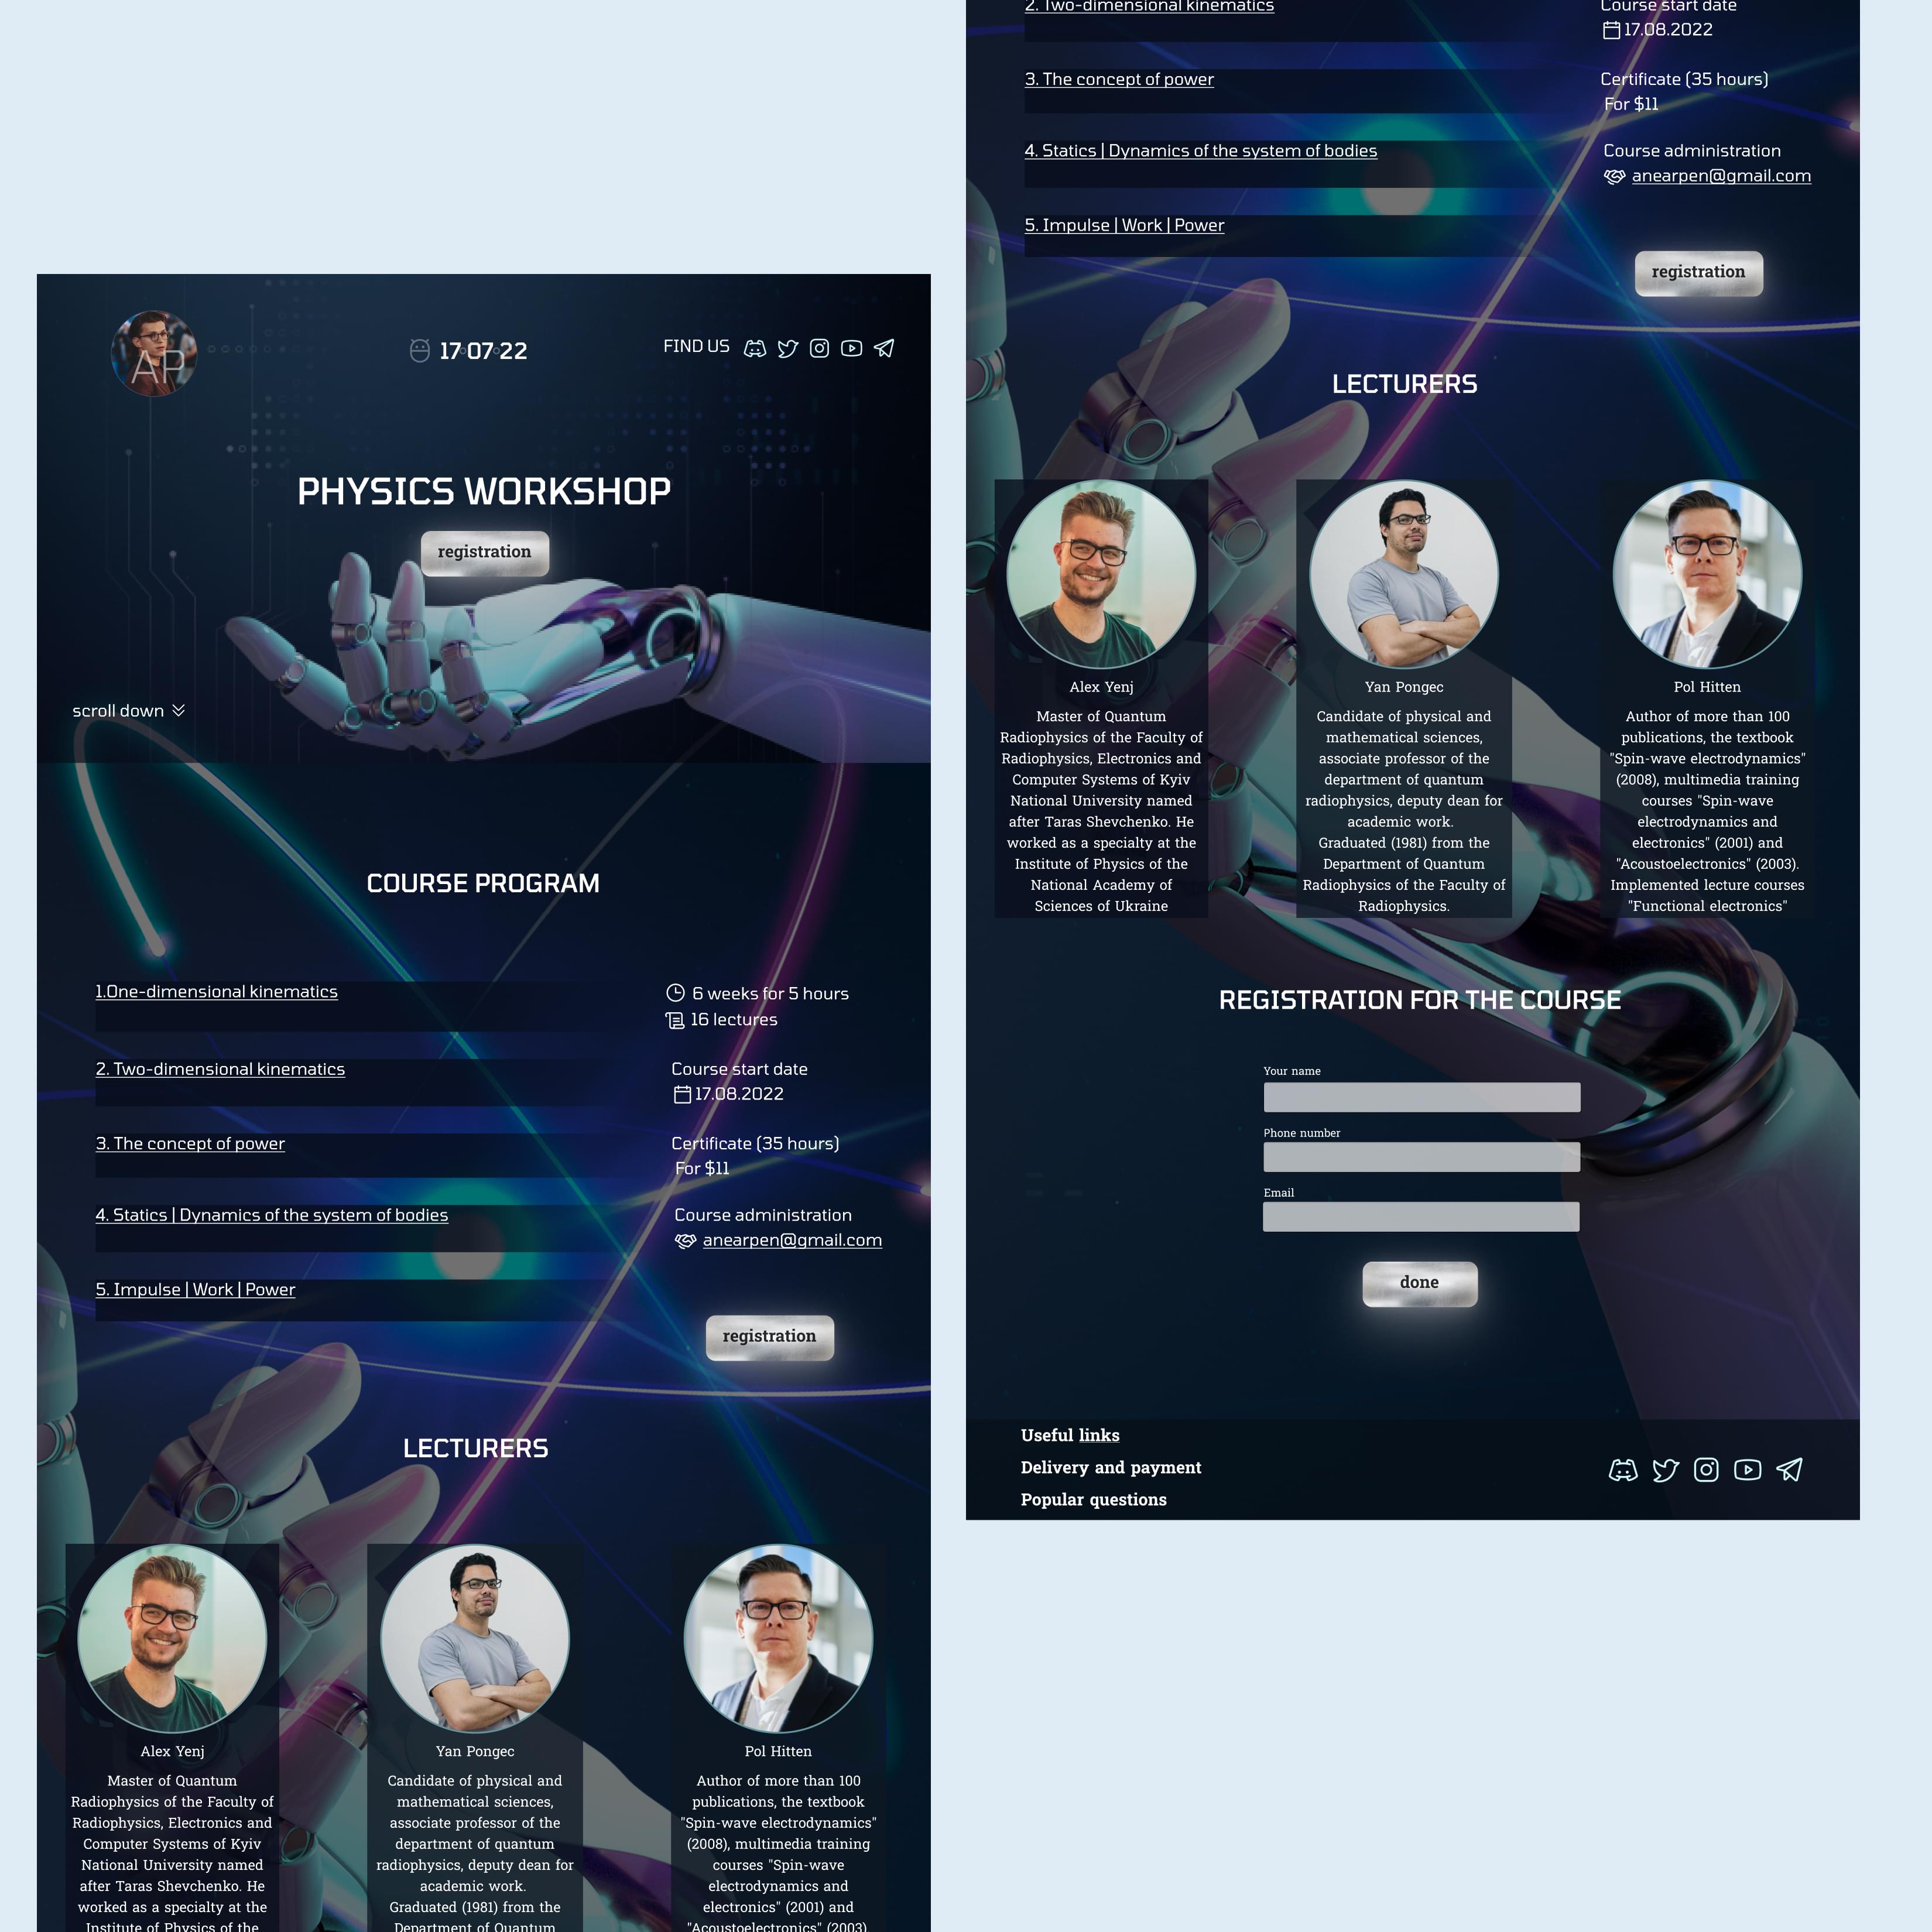 AP
17:07:22
FIND US
PHYSICS WORKSHOP
registration
scroll down
COURSE PROGRAM
1.One-dimensional kinematics
6 weeks for 5 hours
16 lectures
2. Two-dimensional kinematics
Course start date
17.08.2022
3. The concept of power
Certificate (35 hours)
For $11
4. Statics | Dynamics of the system of bodies
Course administration
anearpen@gmail.com
5. Impulse | Work | Power
registration
LECTURERS
Alex Yenj
Master of Quantum
Radiophysics of the Faculty of
Radiophysics, Electronics and
Computer Systems of Kyiv
National University named
after Taras Shevchenko. He
worked as a specialty at the
Institute of Physics of the
Yan Pongec
Candidate of physical and
mathematical sciences,
associate professor of the
department of quantum
radiophysics, deputy dean for
academic work.
Graduated (1981) from the
Department of Quantum
Pol Hitten
Author of more than 100
publications, the textbook
"Spin-wave electrodynamics"
(2008), multimedia training
courses "Spin-wave
electrodynamics and
electronics" (2001) and
"Acoustoelectronics" (2003).
2. Two-dimensional kinematics
Course start date
17.08.2022
3. The concept of power
Certificate (35 hours)
For $11
4. Statics | Dynamics of the system of bodies
Course administration
anearpen@gmail.com
5. Impulse | Work | Power
registration
LECTURERS
Alex Yenj
Master of Quantum
Radiophysics of the Faculty of
Radiophysics, Electronics and
Computer Systems of Kyiv
National University named
after Taras Shevchenko. He
worked as a specialty at the
Institute of Physics of the
National Academy of
Sciences of Ukraine
Yan Pongec
Candidate of physical and
mathematical sciences,
associate professor of the
department of quantum
radiophysics, deputy dean for
academic work.
Graduated (1981) from the
Department of Quantum
Radiophysics of the Faculty of
Radiophysics.
Pol Hitten
Author of more than 100
publications, the textbook
"Spin-wave electrodynamics"
(2008), multimedia training
courses "Spin-wave
electrodynamics and
electronics" (2001) and
"Acoustoelectronics" (2003).
Implemented lecture courses
"Functional electronics"
REGISTRATION FOR THE COURSE
Your name
Phone number
Email
done
Useful links
Delivery and payment
Popular questions